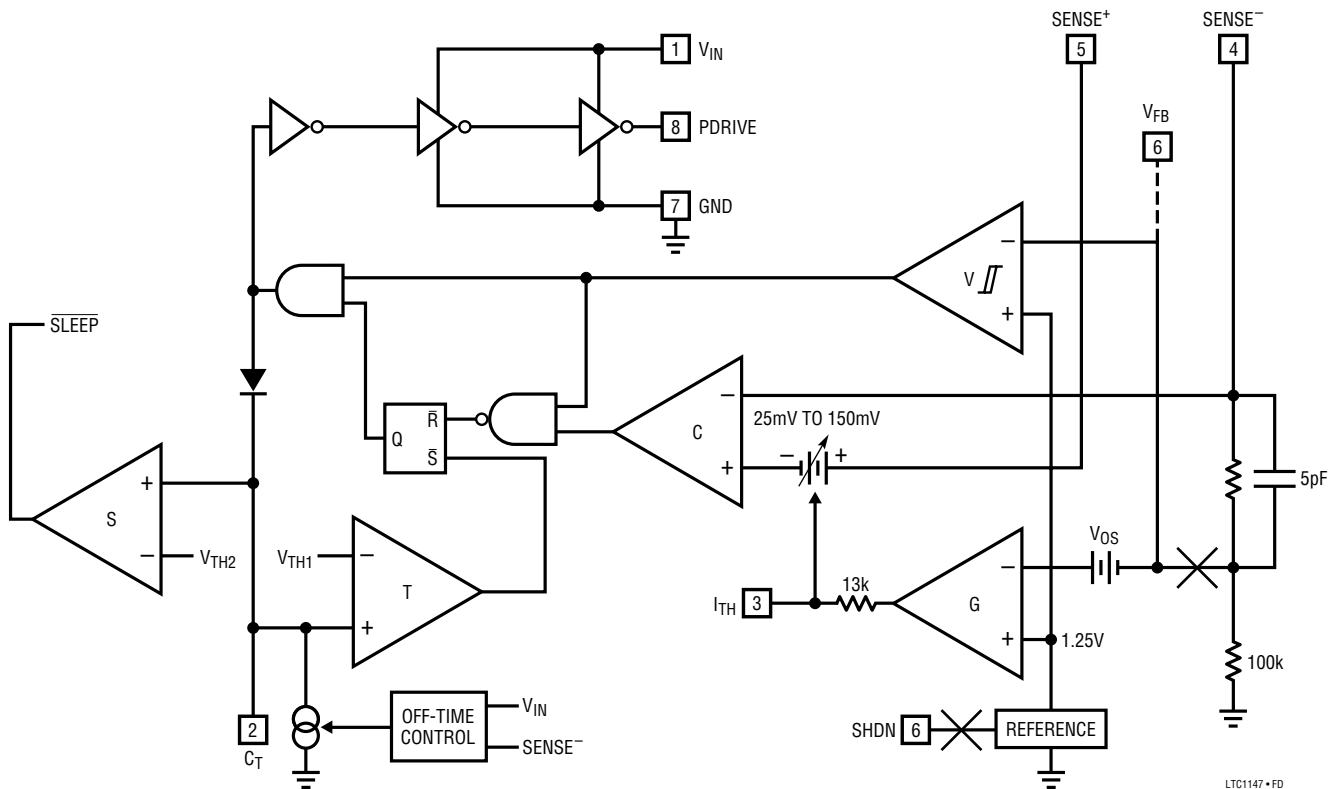 SENSE+
5
SENSE−
4
1
VIN
8
PDRIVE
7
GND
VFB
6
−
V
+
SLEEP
R
Q
S
−
C
+
25mV TO 150mV
−
+
5pF
+
S
−
VTH2
VTH1
−
T
+
ITH
3
13k
−
G
+
VOS
1.25V
100k
2
CT
OFF-TIME
CONTROL
VIN
SENSE−
SHDN
6
REFERENCE
LTC1147 • FD